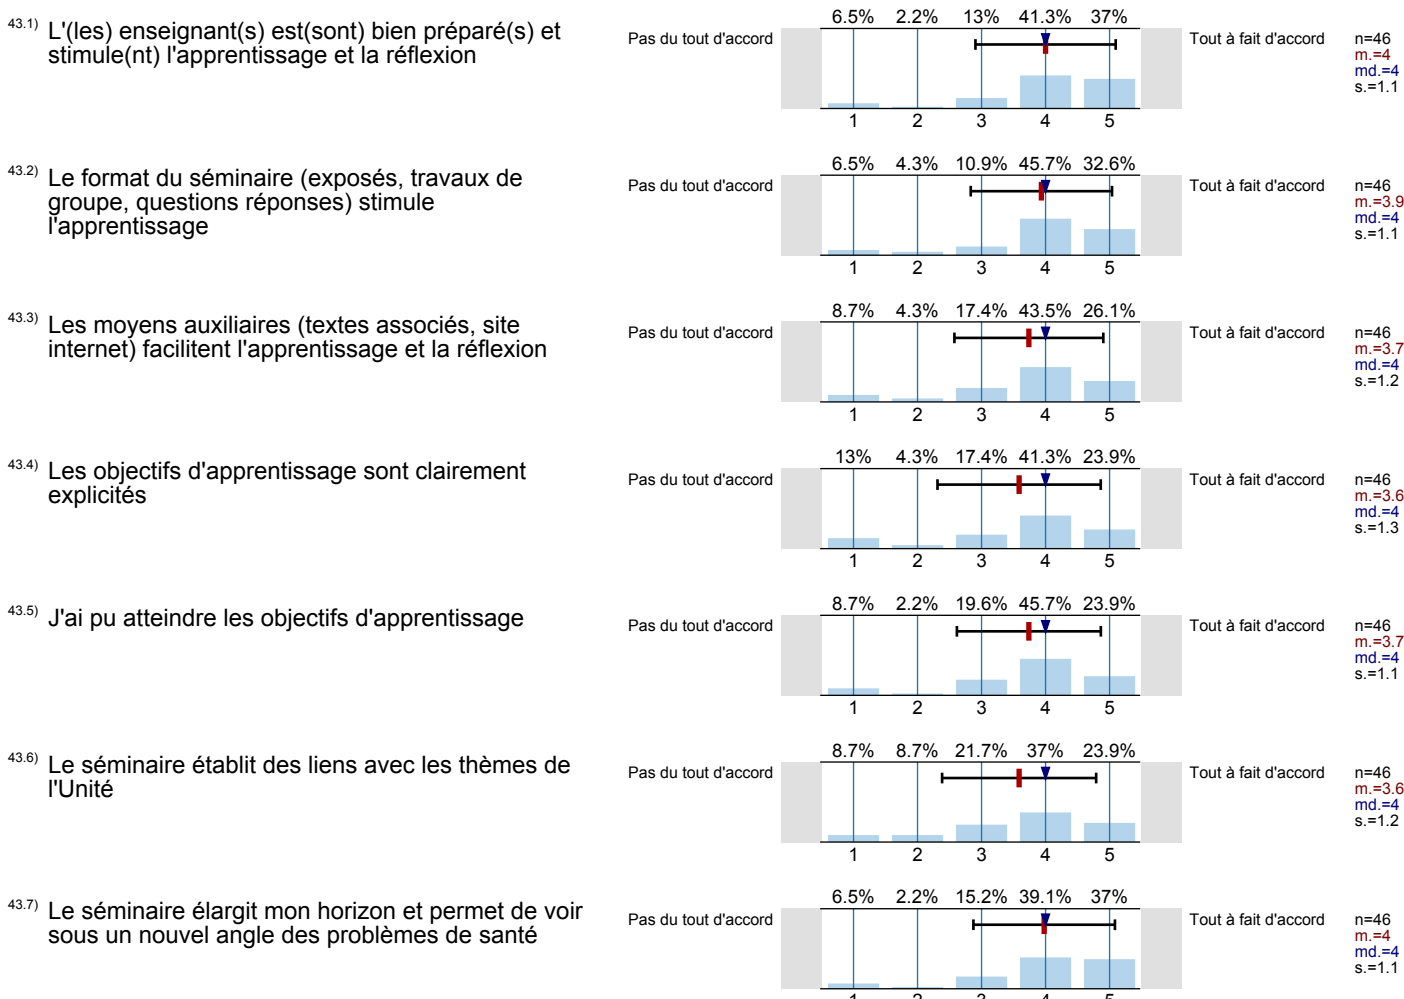 43.1) L'(les) enseignant(s) est(sont) bien préparé(s) et
stimule(nt) l'apprentissage et la réflexion
Pas du tout d'accord
6.5% 2.2% 13% 41.3% 37%
1 2 3 4 5
Tout à fait d'accord
n=46
m.=4
md.=4
s.=1.1
43.2) Le format du séminaire (exposés, travaux de
groupe, questions réponses) stimule
l'apprentissage
Pas du tout d'accord
6.5% 4.3% 10.9% 45.7% 32.6%
1 2 3 4 5
Tout à fait d'accord
n=46
m.=3.9
md.=4
s.=1.1
43.3) Les moyens auxiliaires (textes associés, site
internet) facilitent l'apprentissage et la réflexion
Pas du tout d'accord
8.7% 4.3% 17.4% 43.5% 26.1%
1 2 3 4 5
Tout à fait d'accord
n=46
m.=3.7
md.=4
s.=1.2
43.4) Les objectifs d'apprentissage sont clairement
explicités
Pas du tout d'accord
13% 4.3% 17.4% 41.3% 23.9%
1 2 3 4 5
Tout à fait d'accord
n=46
m.=3.6
md.=4
s.=1.3
43.5) J'ai pu atteindre les objectifs d'apprentissage
Pas du tout d'accord
8.7% 2.2% 19.6% 45.7% 23.9%
1 2 3 4 5
Tout à fait d'accord
n=46
m.=3.7
md.=4
s.=1.1
43.6) Le séminaire établit des liens avec les thèmes de
l'Unité
Pas du tout d'accord
8.7% 8.7% 21.7% 37% 23.9%
1 2 3 4 5
Tout à fait d'accord
n=46
m.=3.6
md.=4
s.=1.2
43.7) Le séminaire élargit mon horizon et permet de voir
sous un nouvel angle des problèmes de santé
Pas du tout d'accord
6.5% 2.2% 15.2% 39.1% 37%
1 2 3 4 5
Tout à fait d'accord
n=46
m.=4
md.=4
s.=1.1